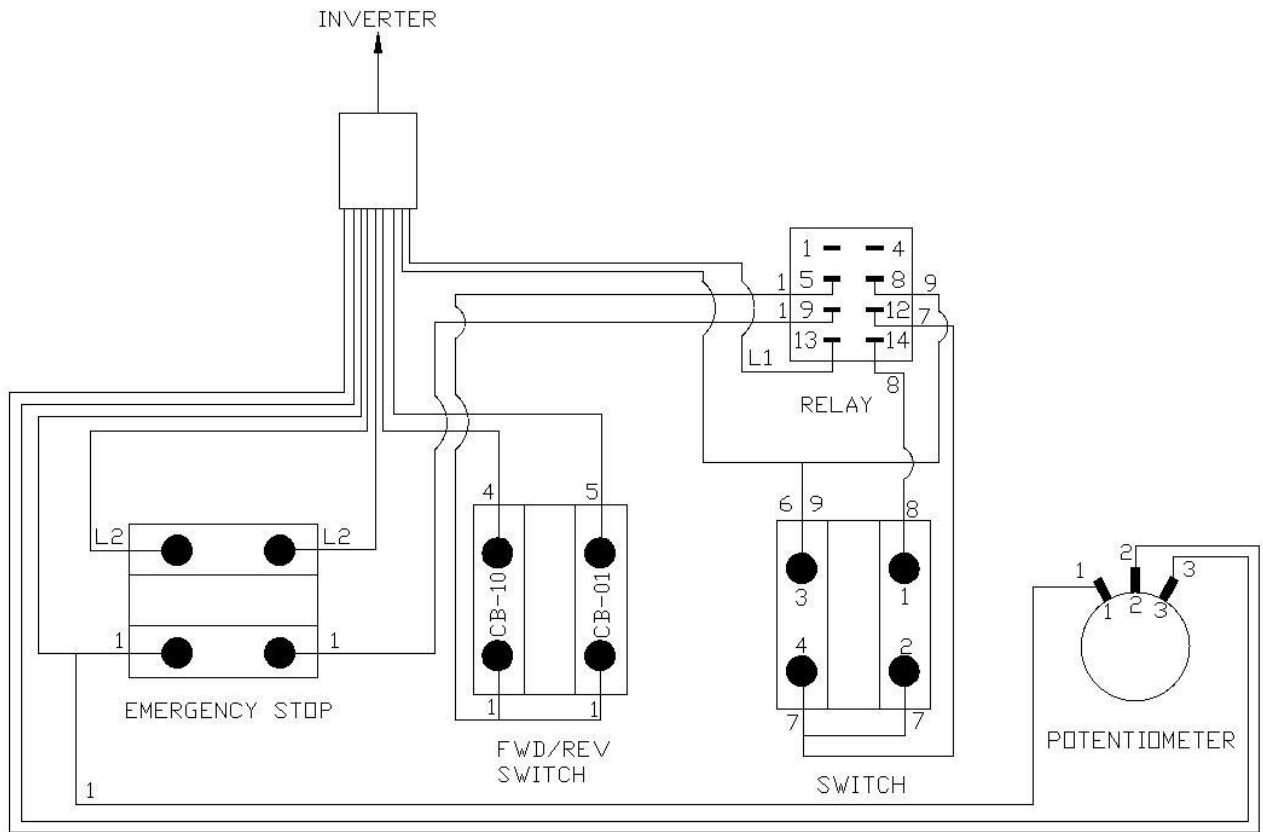 INVERTER
1 4
1 5 8 9
1 9 12 7
13 14
L1
8
RELAY
4 5
6 9
8
L2 L2
CB-10
CB-01
3 1
2
1 3
1 2 3
1 1
4 2
EMERGENCY STOP
1 1
7 7
FWD/REV
SWITCH
POTENTIOMETER
SWITCH
1